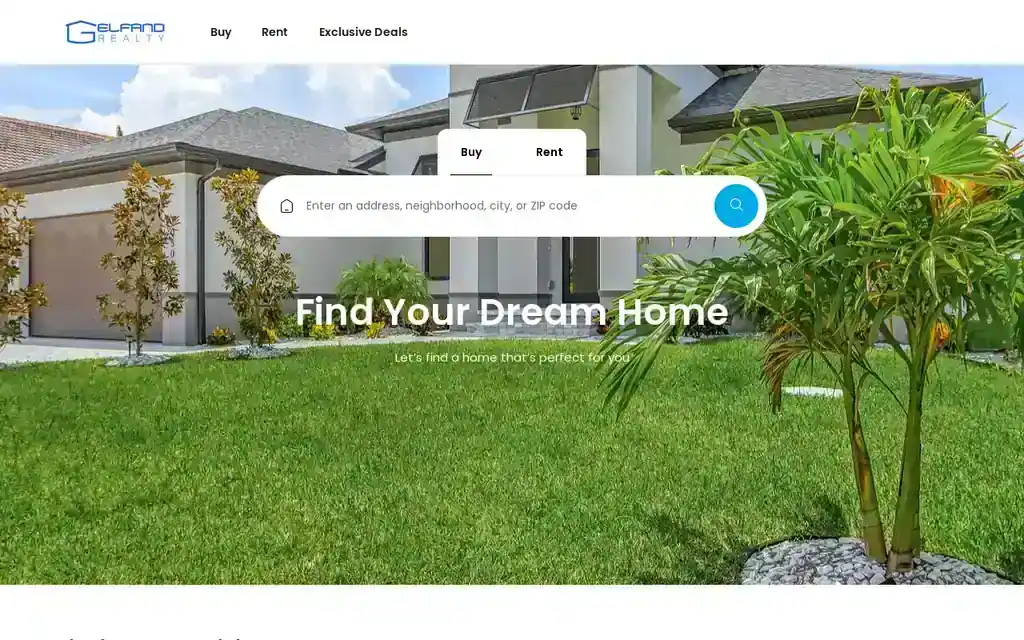 GELFAND
REALTY
Buy
Rent
Exclusive Deals
Buy
Rent
Enter an address, neighborhood, city, or ZIP code
Find Your Dream Home
Let's find a home that's perfect for you